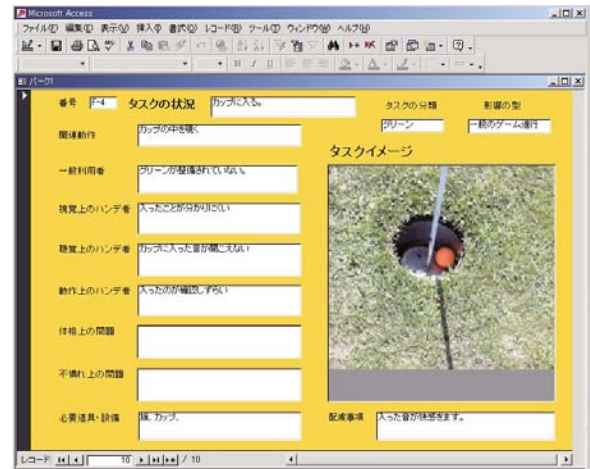 Microsoft Access
ファイル(F) 編集(E) 表示(V) 挿入(I) 書式(O) レコード(R) ツール(T) ウィンドウ(W) ヘルプ(H)
パーク1
番号 F-4 タスクの状況 カップに入る。 タスクの分類 影響の型
グリーン 一般のゲーム進行
関連動作 カップの中を覗く
タスクイメージ
一般利用者 グリーンが整備されていない。
視覚上のハンデ者 入ったことが分かりにくい
聴覚上のハンデ者 カップに入った音が聞こえない
動作上のハンデ者 入ったのが確認しずらい
体格上の問題
不慣れ上の問題
必要道具・設備 旗、カップ、 配慮事項 入った音が快感をます。
レコード: 10 / 10